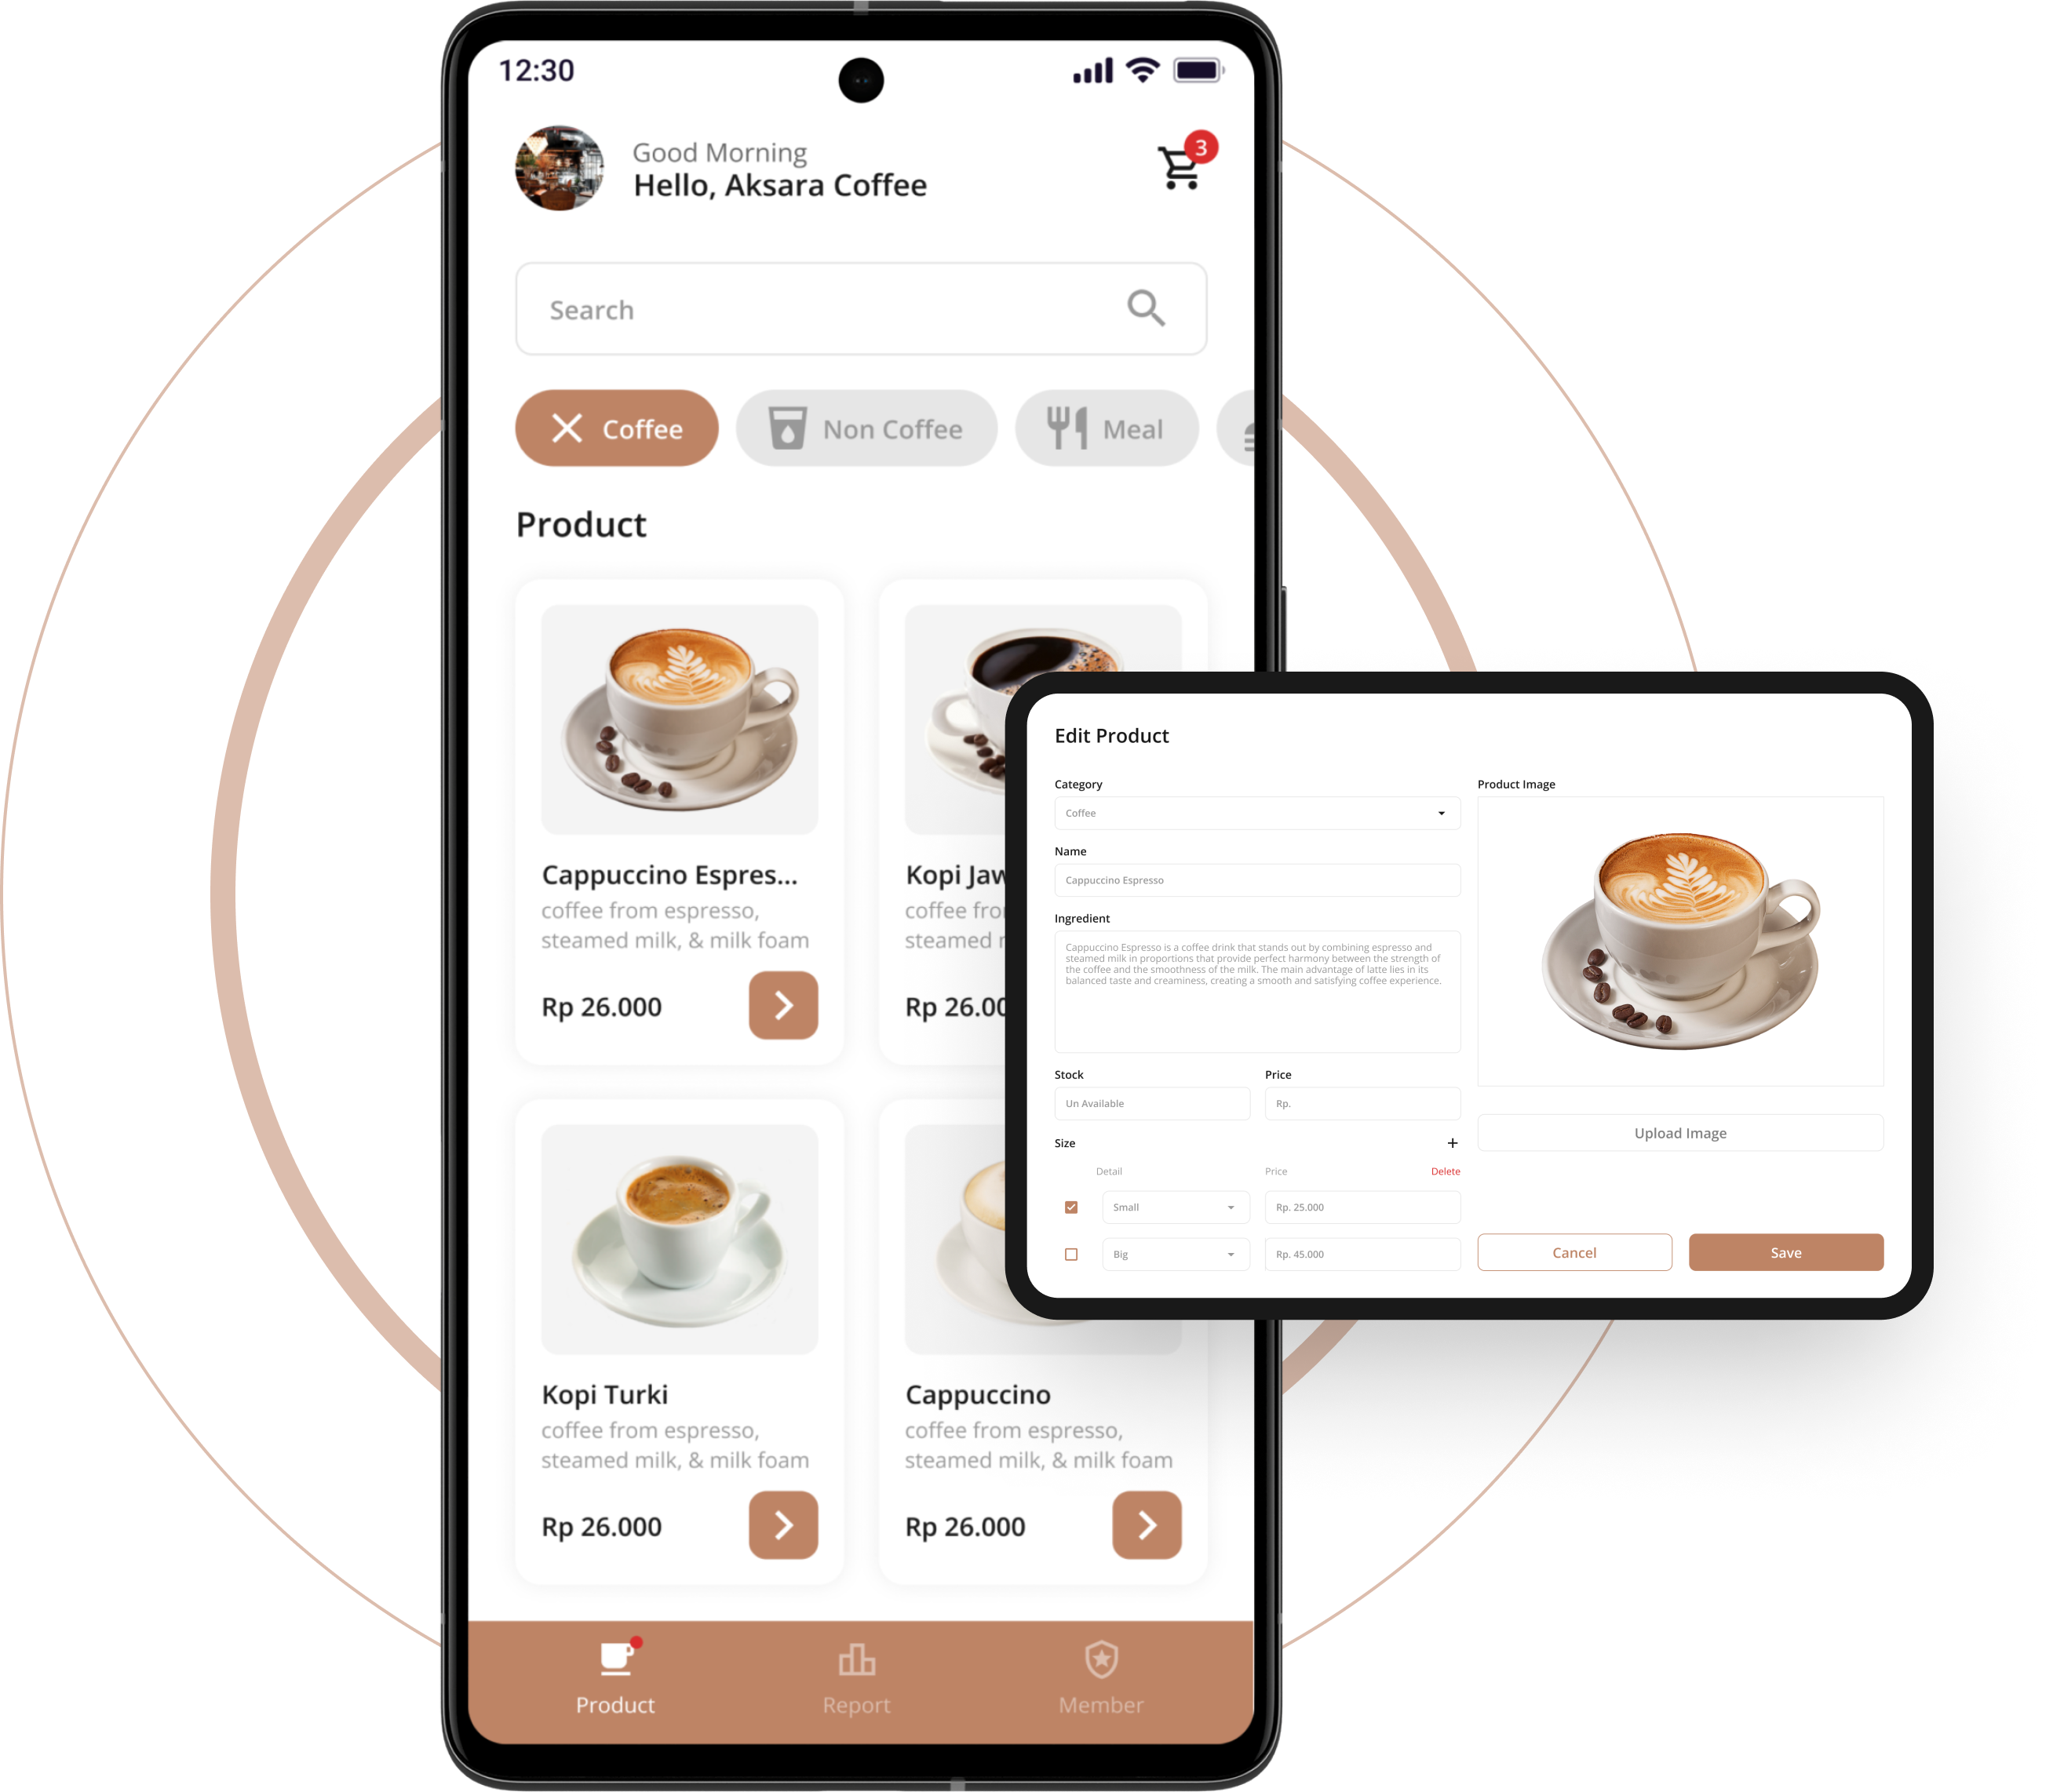 12:30
Good Morning
Hello, Aksara Coffee
3
Search
Coffee
Non Coffee
Meal
Product
Cappuccino Espres...
coffee from espresso,
steamed milk, & milk foam
Rp 26.000
Kopi Jaw
coffee fro
steamed
Rp 26.00
Kopi Turki
coffee from espresso,
steamed milk, & milk foam
Rp 26.000
Cappuccino
coffee from espresso,
steamed milk, & milk foam
Rp 26.000
Product
Report
Member
Edit Product
Category
Coffee
Name
Cappuccino Espresso
Ingredient
Cappuccino Espresso is a coffee drink that stands out by combining espresso and
steamed milk in proportions that provide perfect harmony between the strength of
the coffee and the smoothness of the milk. The main advantage of latte lies in its
balanced taste and creaminess, creating a smooth and satisfying coffee experience.
Stock
Price
Un Available
Rp.
Size
Detail
Price
Delete
Small
Rp. 25.000
Big
Rp. 45.000
Product Image
Upload Image
Cancel
Save